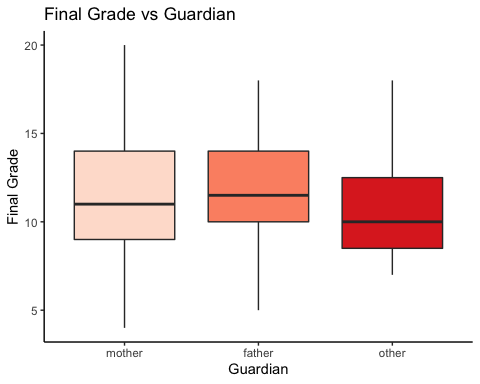 Final Grade vs Guardian
Final Grade
20
15
10
5
mother
father
other
Guardian